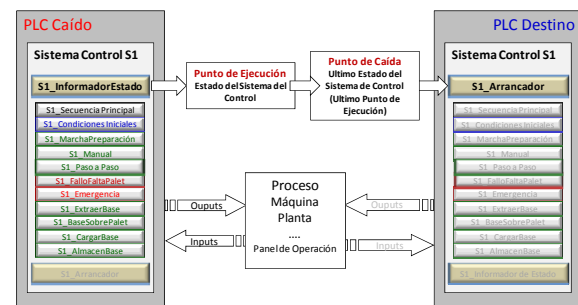 PLC Caído
Sistema Control S1
S1_InformadorEstado
S1_Secuencia Principal
S1_Condiciones Iniciales
S1_MarchaPreparación
S1_Manual
S1_Paso a Paso
S1_FalloFaltaPalet
S1_Emergencia
S1_ExtraerBase
S1_BaseSobrePalet
S1_CargarBase
S1_AlmacenBase
S1_Arrancador
Punto de Ejecución
Estado del Sistema del
Control
Punto de Caída
Ultimo Estado del
Sistema de Control
(Ultimo Punto de
Ejecución)
Ouputs
Inputs
Proceso
Máquina
Planta
....
Panel de Operación
Ouputs
Inputs
PLC Destino
Sistema Control S1
S1_Arrancador
S1_Secuencia Principal
S1_Condiciones Iniciales
S1_MarchaPreparación
S1_Manual
S1_Paso a Paso
S1_FalloFaltaPalet
S1_Emergencia
S1_ExtraerBase
S1_BaseSobrePalet
S1_CargarBase
S1_AlmacenBase
S1_Informador de Estado